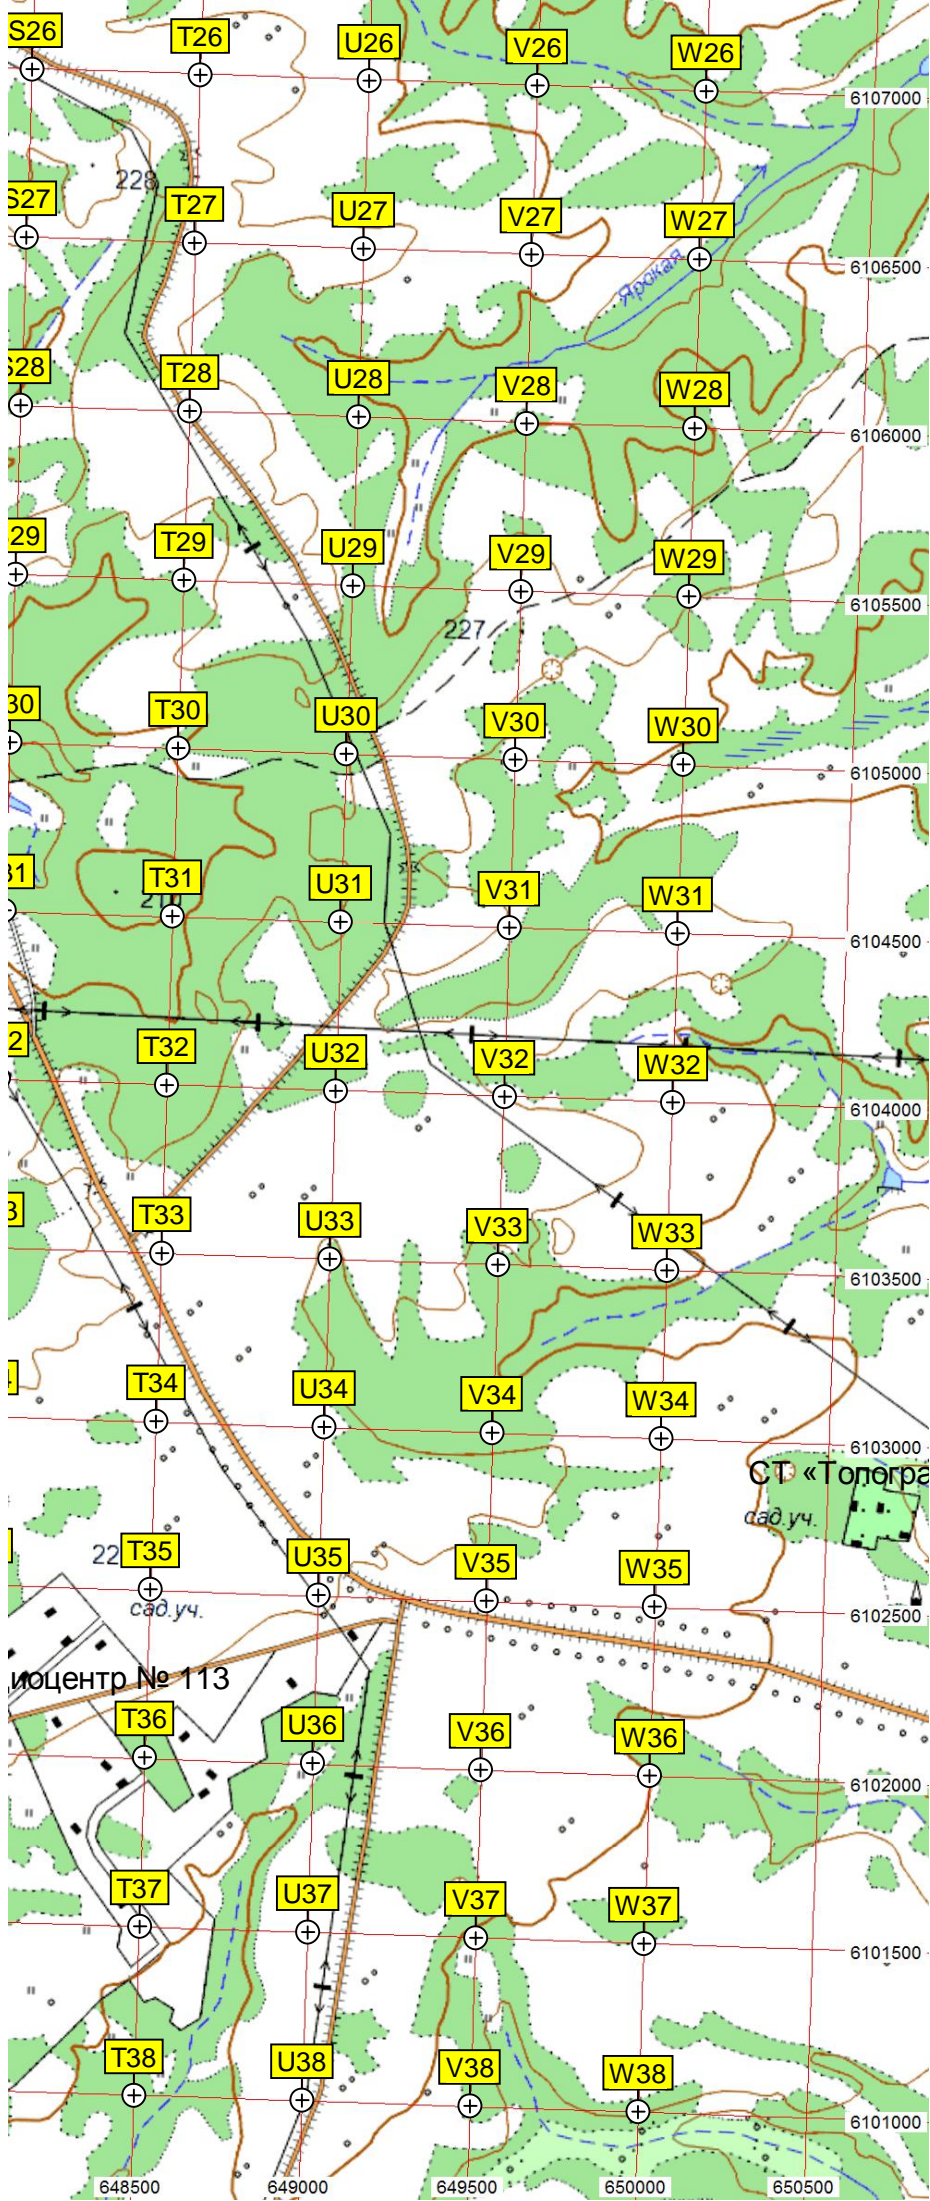 S26 T26 U26 V26 W26
6107000
228
S27 T27 U27 V27 W27
Яро́кая
6106500
S28 T28 U28 V28 W28
6106000
29 T29 U29 V29 W29
6105500
227
30 T30 U30 V30 W30
6105000
31 T31 U31 V31 W31
6104500
2 T32 U32 V32 W32
6104000
3 T33 U33 V33 W33
6103500
T34 U34 V34 W34
6103000
СТ «Топогра
сад.уч.
22 T35 U35 V35 W35
сад.уч.
6102500
иоцентр № 113
T36 U36 V36 W36
6102000
T37 U37 V37 W37
6101500
T38 U38 V38 W38
6101000
648500 649000 649500 650000 650500